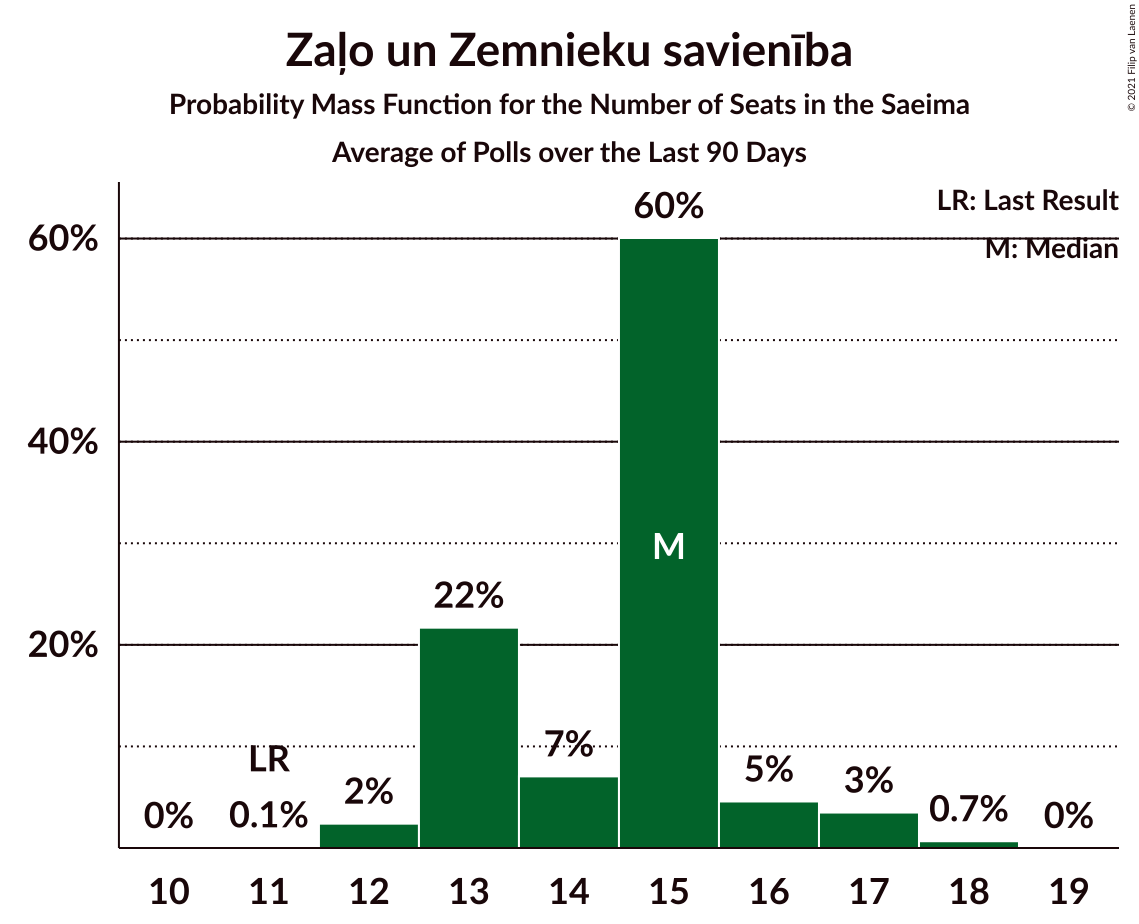 Zaļo un Zemnieku savienība
Probability Mass Function for the Number of Seats in the Saeima
Average of Polls over the Last 90 Days
© 2021 Filip van Laenen
LR: Last Result
M: Median
60%
40%
20%
0%
LR
0.1%
2%
22%
7%
60%
M
5%
3%
0.7%
0%
10 11 12 13 14 15 16 17 18 19